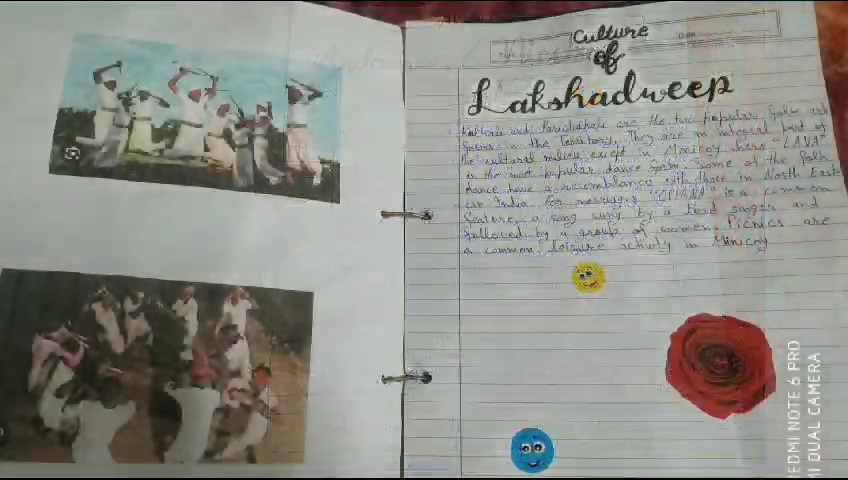 Culture
of
Lakshadweep
Kolkali and Parichakali are the two popular folk art
forms in the territory. They are an integral part of
the cultural milieu except in Minicoy where "LAVA"
is the most popular dance form. Some of the folk
dance have a resemblance with those in North East
ern India. For marriages "OPPANA" is a common
feature, a song sung by a lead singer and
followed by a group of women. Picnics are
a common leisure activity in Minicoy
REDMI NOTE 6 PRO
MI DUAL CAMERA